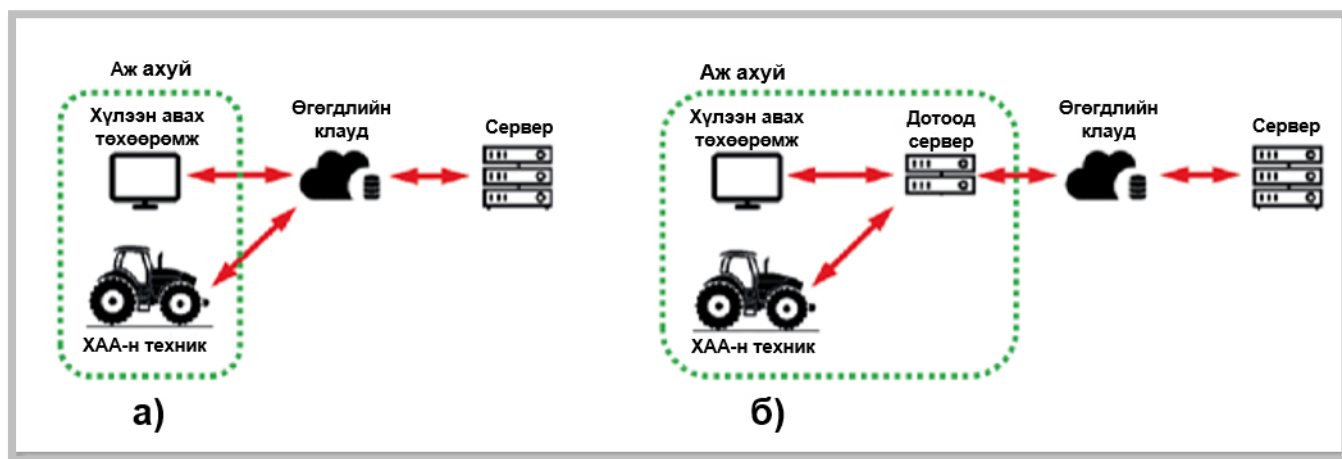 Аж ахуй
Хүлээн авах
төхөөрөмж
Өгөгдлийн
клауд
Сервер
ХАА-н техник
а)
Аж ахуй
Хүлээн авах
төхөөрөмж
Дотоод
сервер
Өгөгдлийн
клауд
Сервер
ХАА-н техник
б)